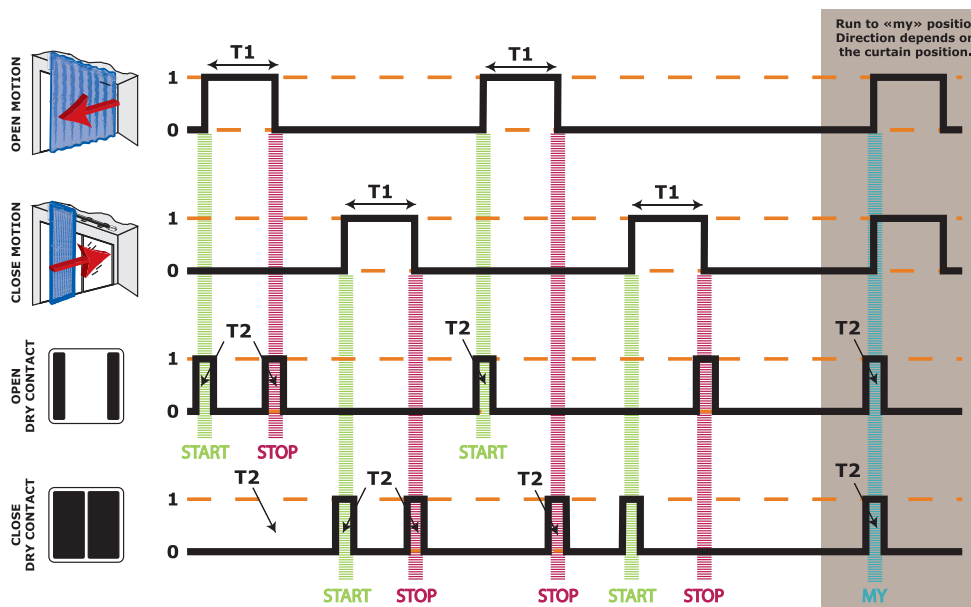 Run to «my» positio
Direction depends on
the curtain position.
OPEN MOTION
1
0
T1
T1
CLOSE MOTION
1
0
T1
T1
OPEN
DRY CONTACT
1
0
T2
T2
T2
START
STOP
START
CLOSE
DRY CONTACT
1
0
T2
T2
T2
T2
START
STOP
STOP
START
STOP
MY